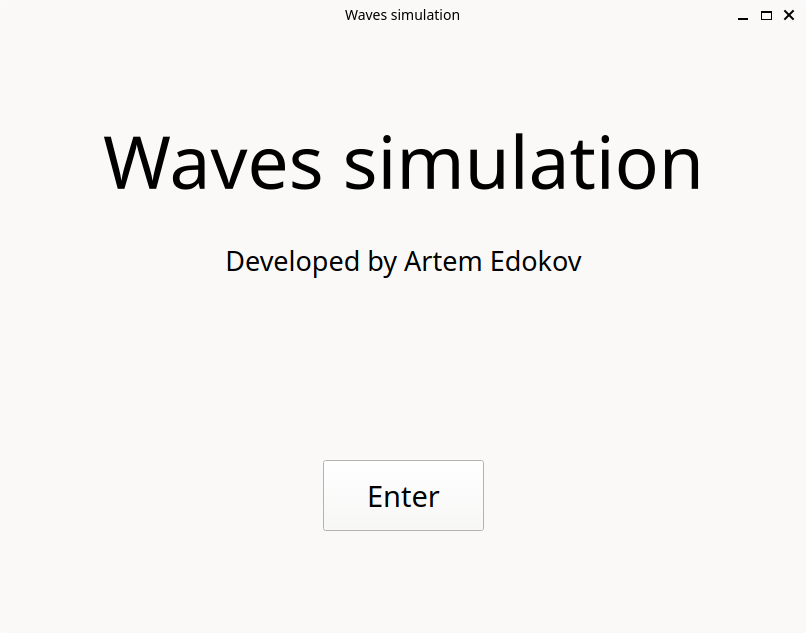 Waves simulation
Waves simulation
Developed by Artem Edokov
Enter